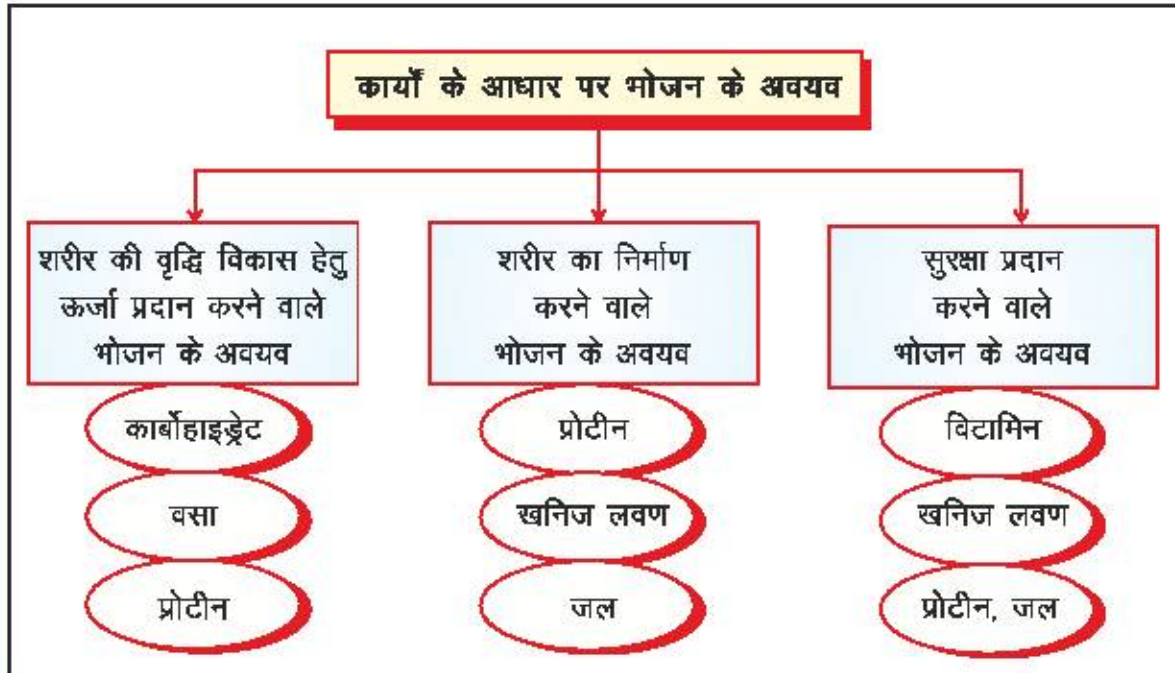 कार्यों के आधार पर भोजन के अवयव
शरीर की वृद्धि विकास हेतु
ऊर्जा प्रदान करने वाले
भोजन के अवयव
कार्बोहाइड्रेट
वसा
प्रोटीन
शरीर का निर्माण
करने वाले
भोजन के अवयव
प्रोटीन
खनिज लवण
जल
सुरक्षा प्रदान
करने वाले
भोजन के अवयव
विटामिन
खनिज लवण
प्रोटीन, जल